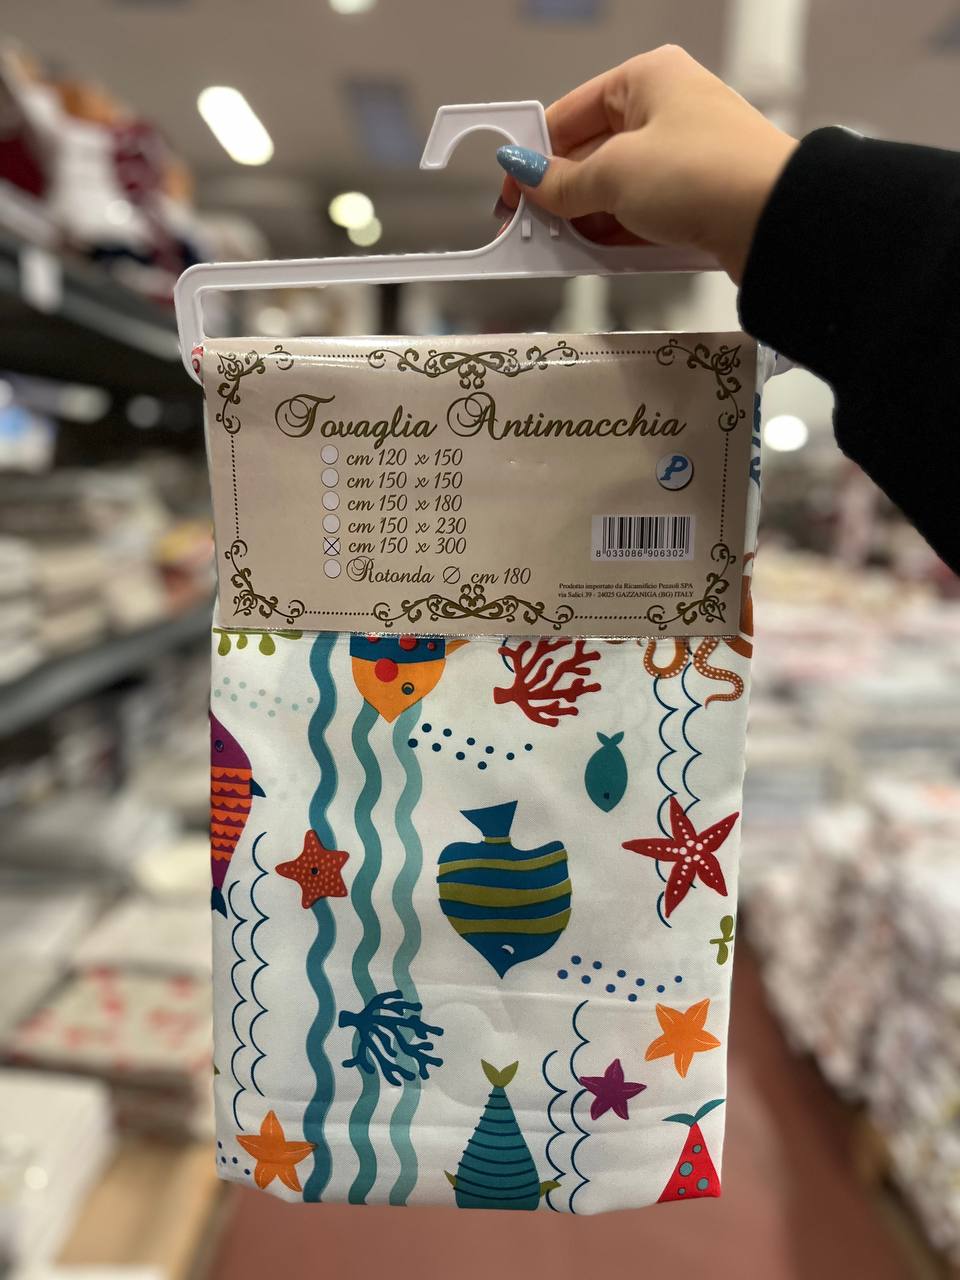 Tovaglia Antimacchia
cm 120 x 150
cm 150 x 150
cm 150 x 180
cm 150 x 230
cm 150 x 300
Rotonda Ø cm 180
P
8 033086 906302
Prodotto importato da Ricamificio Pezzoli SPA
via Salici 39 - 24025 GAZZANIGA (BG) ITALY